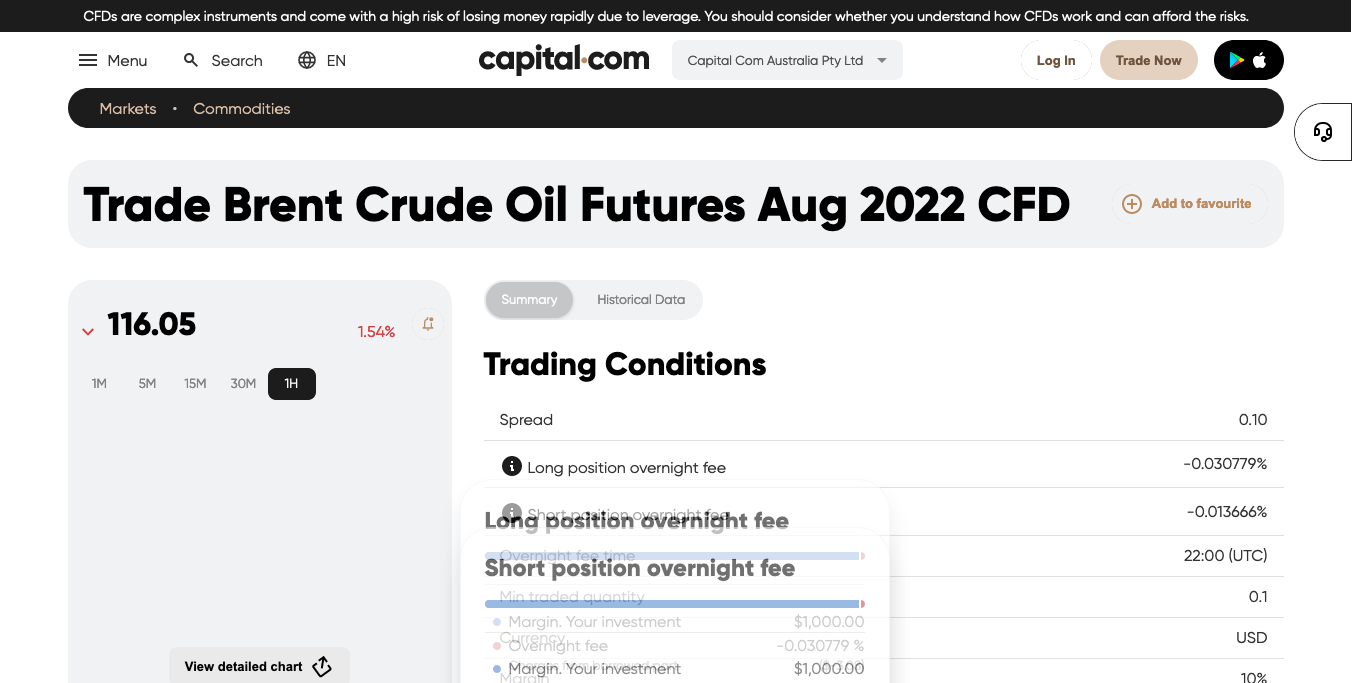 CFDs are complex instruments and come with a high risk of losing money rapidly due to leverage. You should consider whether you understand how CFDs work and can afford the risks.
Menu Search EN capital.com Capital Com Australia Pty Ltd Log In Trade Now
Markets • Commodities
Trade Brent Crude Oil Futures Aug 2022 CFD Add to favourite
116.05 1.54%
1M 5M 15M 30M 1H
View detailed chart
Summary Historical Data
Trading Conditions
Spread 0.10
Long position overnight fee -0.030779%
Short position overnight fee -0.013666%
Long position overnight fee
Overnight fee time 22:00 (UTC)
Short position overnight fee
Min traded quantity 0.1
Margin. Your investment $1,000.00
Currency USD
Overnight fee -0.030779 %
Margin. Your investment $1,000.00
Margin 10%